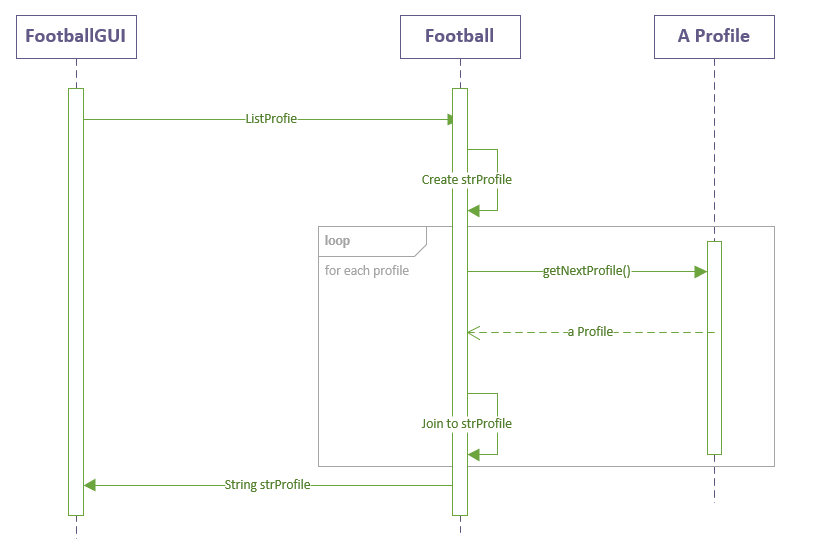 FootballGUI
Football
A Profile
ListProfie
Create strProfile
loop
for each profile
getNextProfile()
a Profile
Join to strProfile
String strProfile